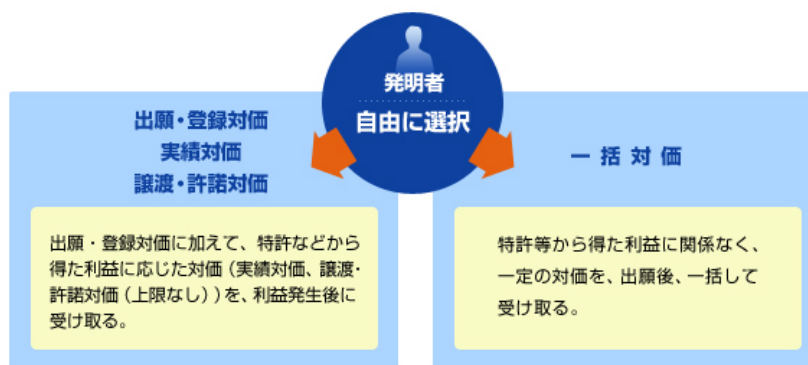 発明者
自由に選択
出願・登録対価
実績対価
譲渡・許諾対価
出願・登録対価に加えて、特許などから
得た利益に応じた対価（実績対価、譲渡・
許諾対価（上限なし））を、利益発生後に
受け取る。
一括対価
特許等から得た利益に関係なく、
一定の対価を、出願後、一括して
受け取る。